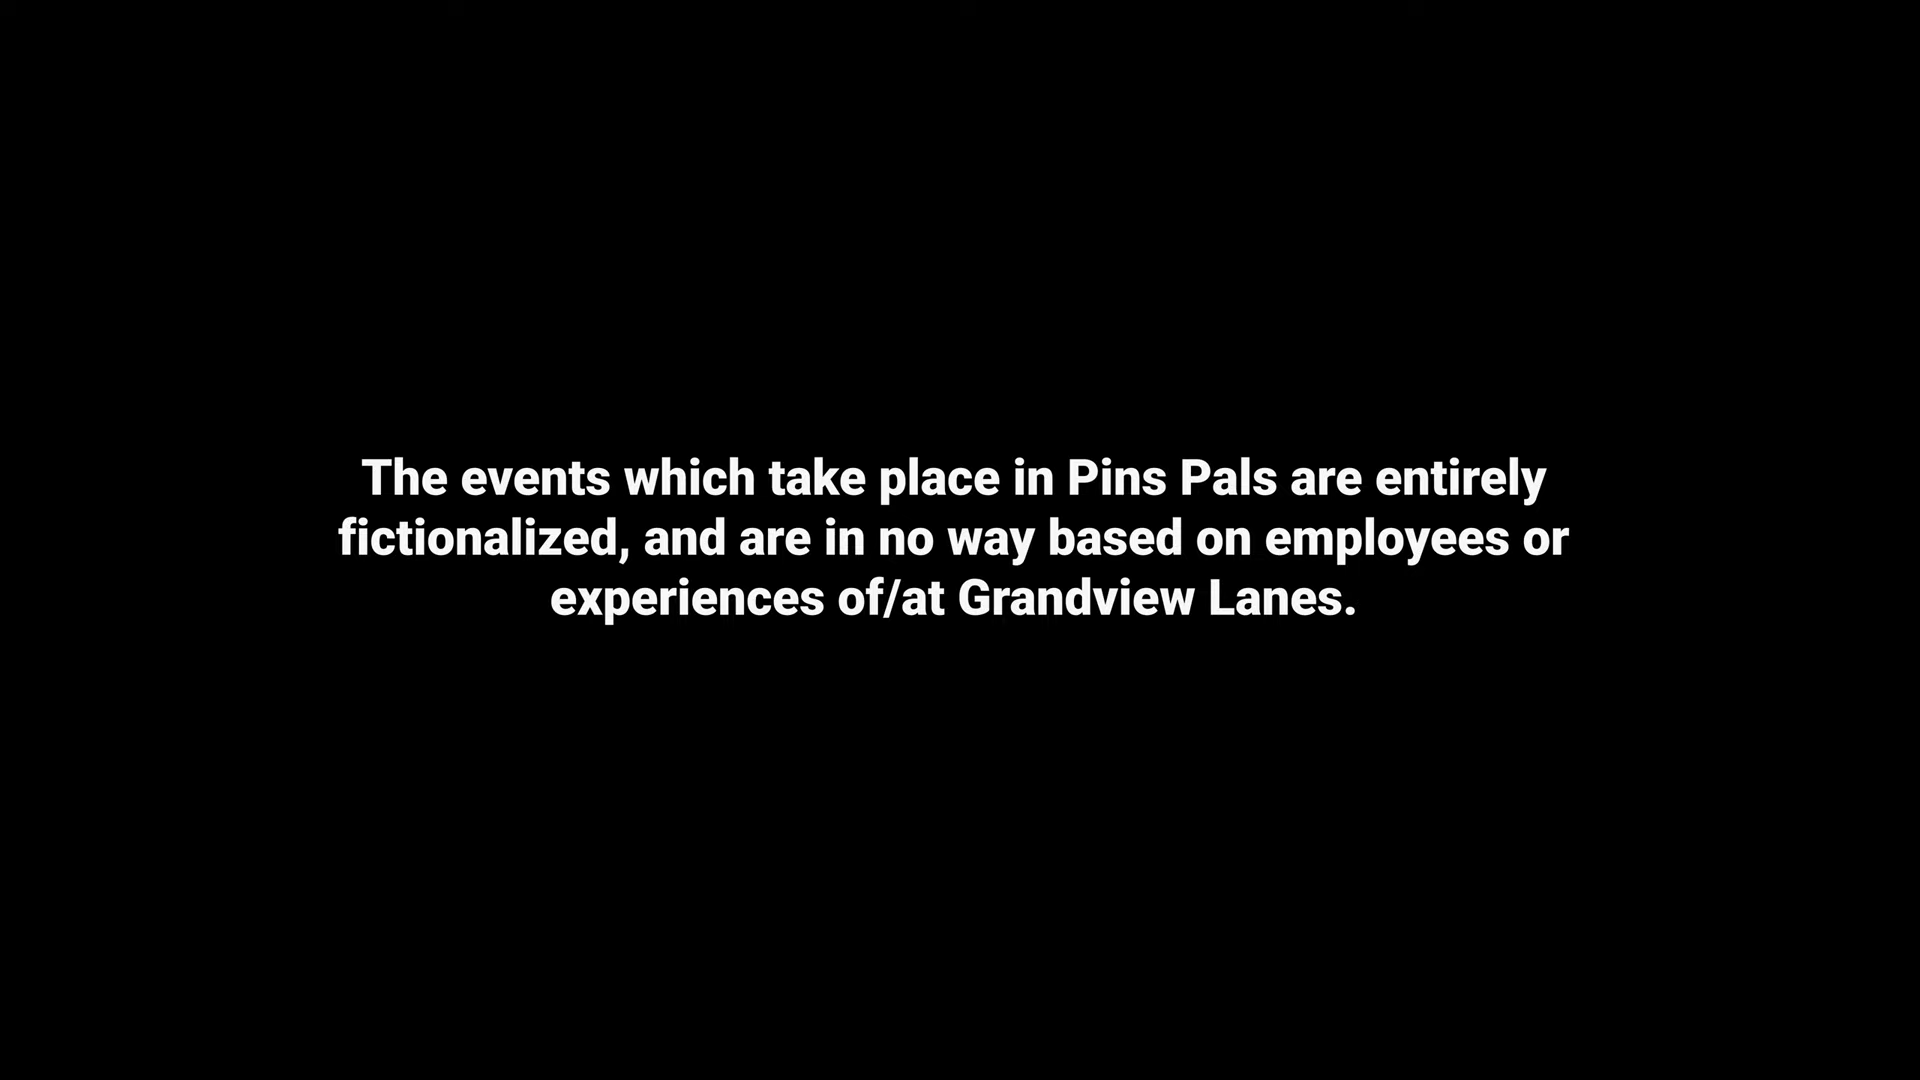 The events which take place in Pins Pals are entirely
fictionalized, and are in no way based on employees or
experiences of/at Grandview Lanes.